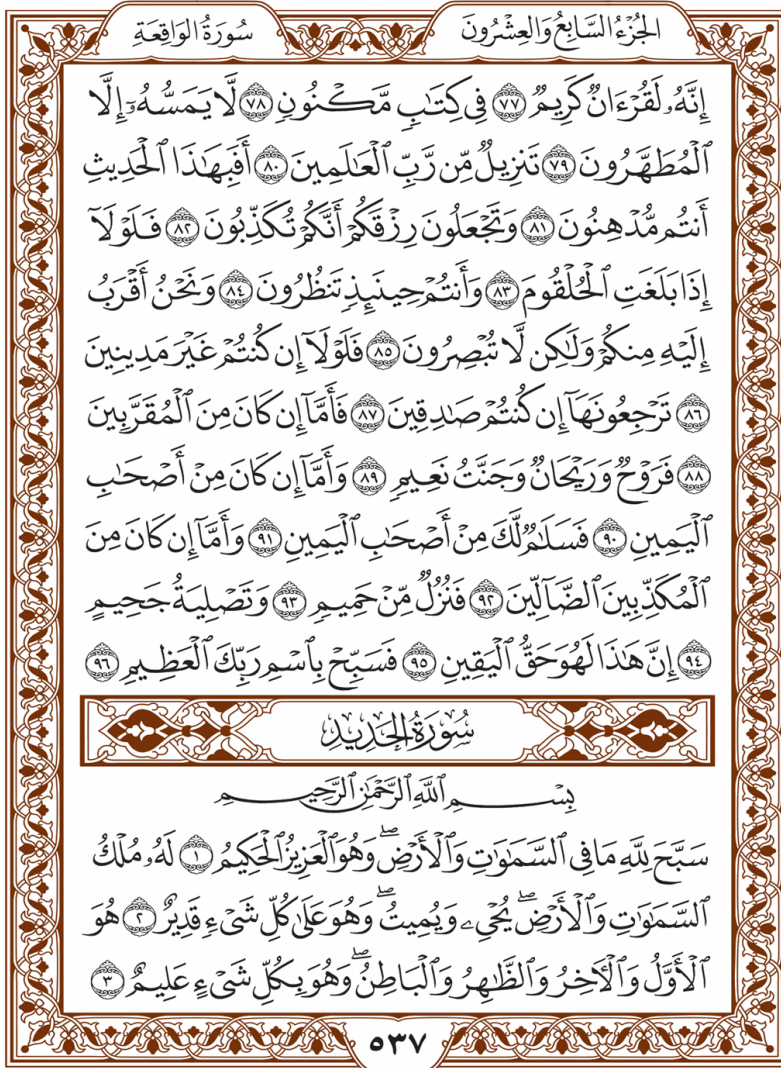 الجُزْءُ السَّابِعُ وَالعِشْرُونَ
سُورَةُ الوَاقِعَةِ
إِنَّهُۥ لَقُرْءَانٌ كَرِيمٌ ٧٧ فِي كِتَٰبٍ مَّكْنُونٍ ٧٨ لَّا يَمَسُّهُۥٓ إِلَّا
ٱلْمُطَهَّرُونَ ٧٩ تَنزِيلٌ مِّن رَّبِّ ٱلْعَٰلَمِينَ ٨٠ أَفَبِهَٰذَا ٱلْحَدِيثِ
أَنتُم مُّدْهِنُونَ ٨١ وَتَجْعَلُونَ رِزْقَكُمْ أَنَّكُمْ تُكَذِّبُونَ ٨٢ فَلَوْلَآ
إِذَا بَلَغَتِ ٱلْحُلْقُومَ ٨٣ وَأَنتُمْ حِينَئِذٍ تَنظُرُونَ ٨٤ وَنَحْنُ أَقْرَبُ
إِلَيْهِ مِنكُمْ وَلَٰكِن لَّا تُبْصِرُونَ ٨٥ فَلَوْلَآ إِن كُنتُمْ غَيْرَ مَدِينِينَ
٨٦ تَرْجِعُونَهَآ إِن كُنتُمْ صَٰدِقِينَ ٨٧ فَأَمَّآ إِن كَانَ مِنَ ٱلْمُقَرَّبِينَ
٨٨ فَرَوْحٌ وَرَيْحَانٌ وَجَنَّتُ نَعِيمٍ ٨٩ وَأَمَّآ إِن كَانَ مِنْ أَصْحَٰبِ
ٱلْيَمِينِ ٩٠ فَسَلَٰمٌ لَّكَ مِنْ أَصْحَٰبِ ٱلْيَمِينِ ٩١ وَأَمَّآ إِن كَانَ مِنَ
ٱلْمُكَذِّبِينَ ٱلضَّآلِّينَ ٩٢ فَنُزُلٌ مِّنْ حَمِيمٍ ٩٣ وَتَصْلِيَةُ جَحِيمٍ
٩٤ إِنَّ هَٰذَا لَهُوَ حَقُّ ٱلْيَقِينِ ٩٥ فَسَبِّحْ بِٱسْمِ رَبِّكَ ٱلْعَظِيمِ ٩٦
سُورَةُ الحَدِيدِ
بِسْمِ ٱللَّهِ ٱلرَّحْمَٰنِ ٱلرَّحِيمِ
سَبَّحَ لِلَّهِ مَا فِي ٱلسَّمَٰوَٰتِ وَٱلْأَرْضِۖ وَهُوَ ٱلْعَزِيزُ ٱلْحَكِيمُ ١ لَهُۥ مُلْكُ
ٱلسَّمَٰوَٰتِ وَٱلْأَرْضِۖ يُحْيِۦ وَيُمِيتُۖ وَهُوَ عَلَىٰ كُلِّ شَيْءٍ قَدِيرٌ ٢ هُوَ
ٱلْأَوَّلُ وَٱلْءَاخِرُ وَٱلظَّٰهِرُ وَٱلْبَاطِنُۖ وَهُوَ بِكُلِّ شَيْءٍ عَلِيمٌ ٣
٥٣٧